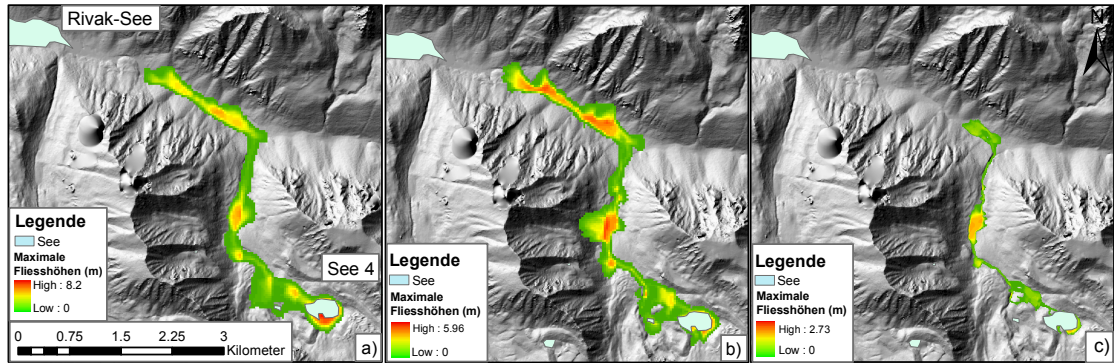 Rivak-See
See 4
Legende
See
Maximale
Fliesshöhen (m)
High : 8.2
Low : 0
0 0.75 1.5 2.25 3
Kilometer
a)
Legende
See
Maximale
Fliesshöhen (m)
High : 5.96
Low : 0
b)
N
Legende
See
Maximale
Fliesshöhen (m)
High : 2.73
Low : 0
c)